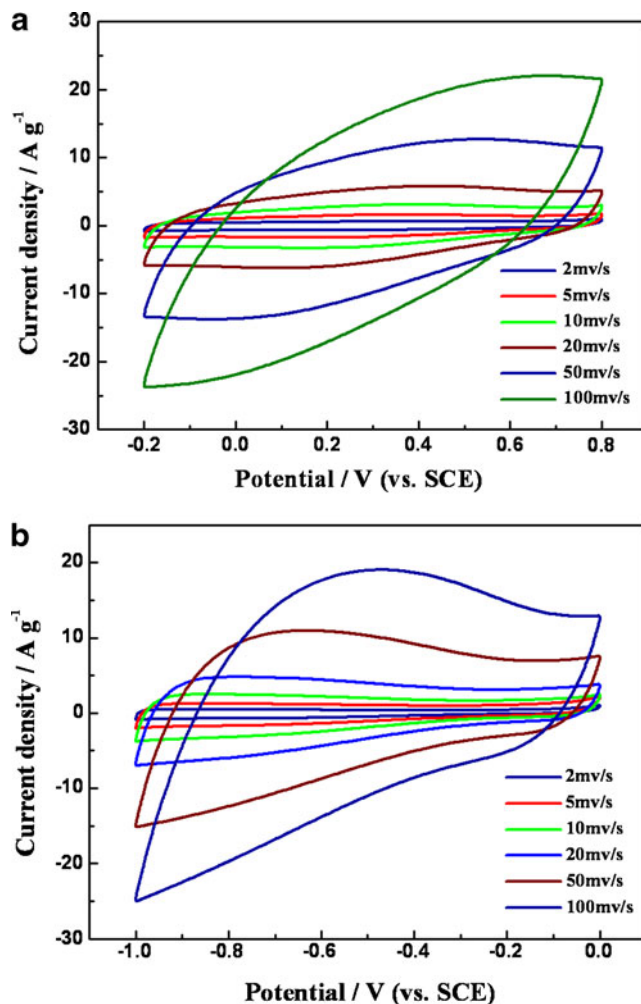 a
30
20
10
0
-10
-20
-30
Current density / A g⁻¹
2mv/s
5mv/s
10mv/s
20mv/s
50mv/s
100mv/s
-0.2 0.0 0.2 0.4 0.6 0.8
Potential / V (vs. SCE)
b
20
10
0
-10
-20
-30
Current density / A g⁻¹
2mv/s
5mv/s
10mv/s
20mv/s
50mv/s
100mv/s
-1.0 -0.8 -0.6 -0.4 -0.2 0.0
Potential / V (vs. SCE)